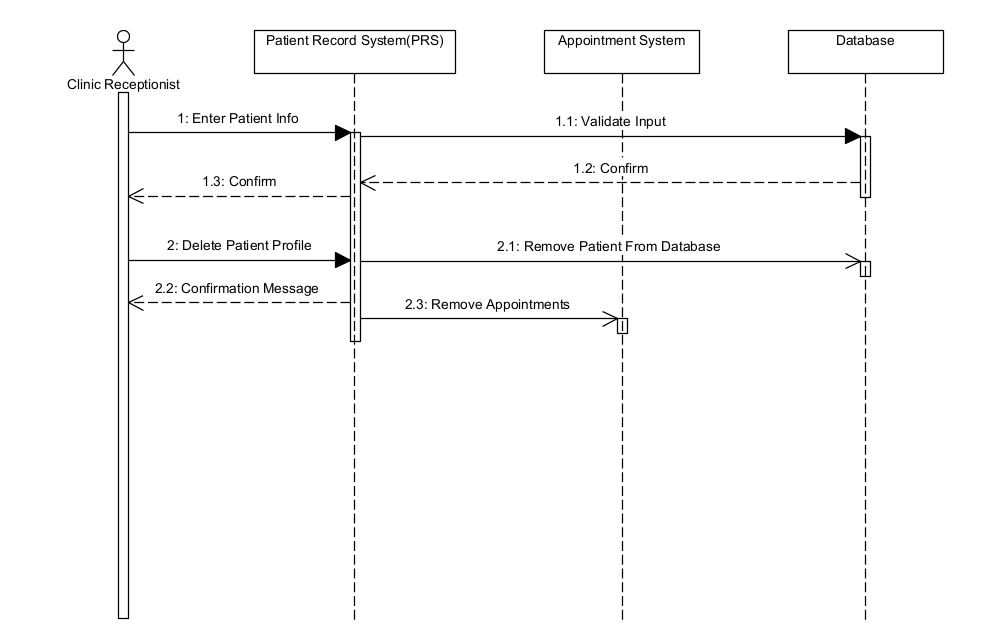 Patient Record System(PRS)
Appointment System
Database
Clinic Receptionist
1: Enter Patient Info
1.1: Validate Input
1.2: Confirm
1.3: Confirm
2: Delete Patient Profile
2.1: Remove Patient From Database
2.2: Confirmation Message
2.3: Remove Appointments